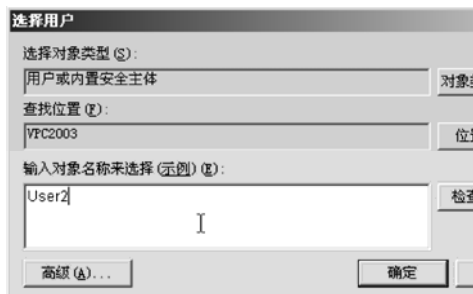 选择用户
选择对象类型(S):
用户或内置安全主体
对象
查找位置(F):
VPC2003
位
输入对象名称来选择(示例)(E):
User2
检查
高级(A)...
确定